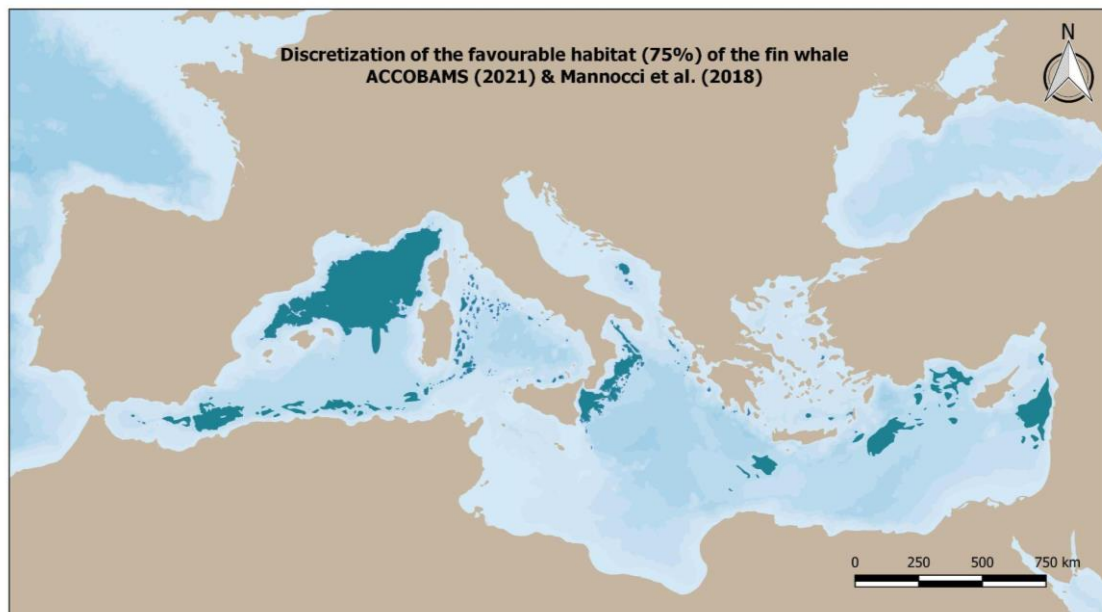 Discretization of the favourable habitat (75%) of the fin whale
ACCOBAMS (2021) & Mannocci et al. (2018)
N
0 250 500 750 km